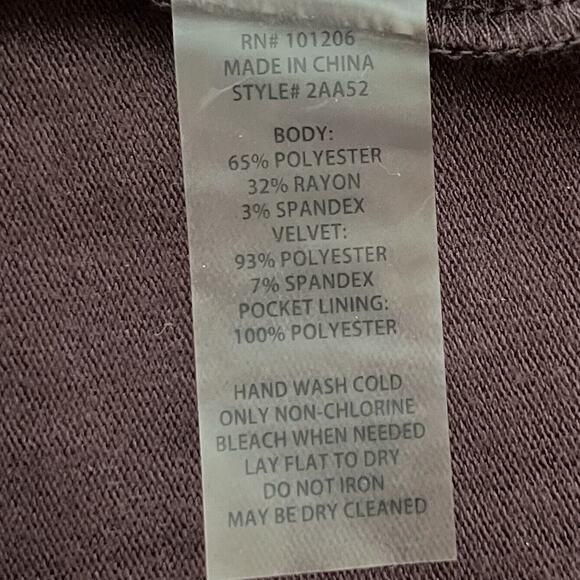 RN# 101206
MADE IN CHINA
STYLE# 2AA52
BODY:
65% POLYESTER
32% RAYON
3% SPANDEX
VELVET:
93% POLYESTER
7% SPANDEX
POCKET LINING:
100% POLYESTER
HAND WASH COLD
ONLY NON-CHLORINE
BLEACH WHEN NEEDED
LAY FLAT TO DRY
DO NOT IRON
MAY BE DRY CLEANED